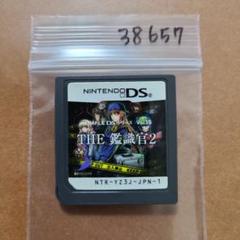 38657
NINTENDO DS
THE 鑑識官2
NTR-YZ3J-JPN-1